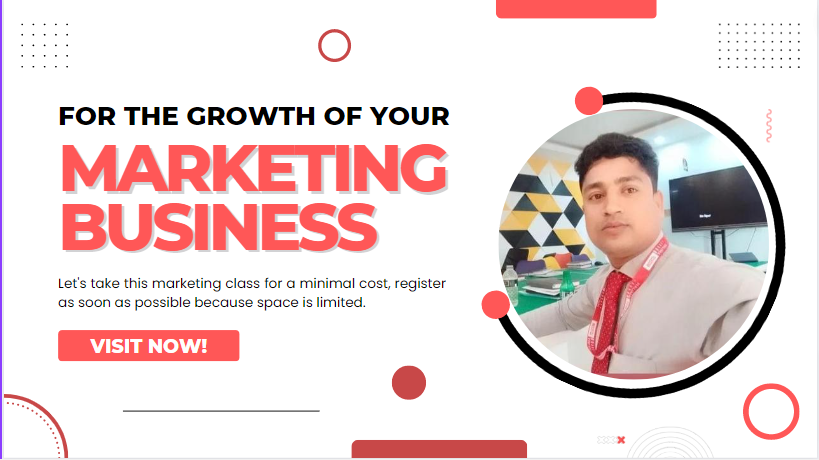 FOR THE GROWTH OF YOUR
MARKETING
BUSINESS
Let's take this marketing class for a minimal cost, register
as soon as possible because space is limited.
VISIT NOW!